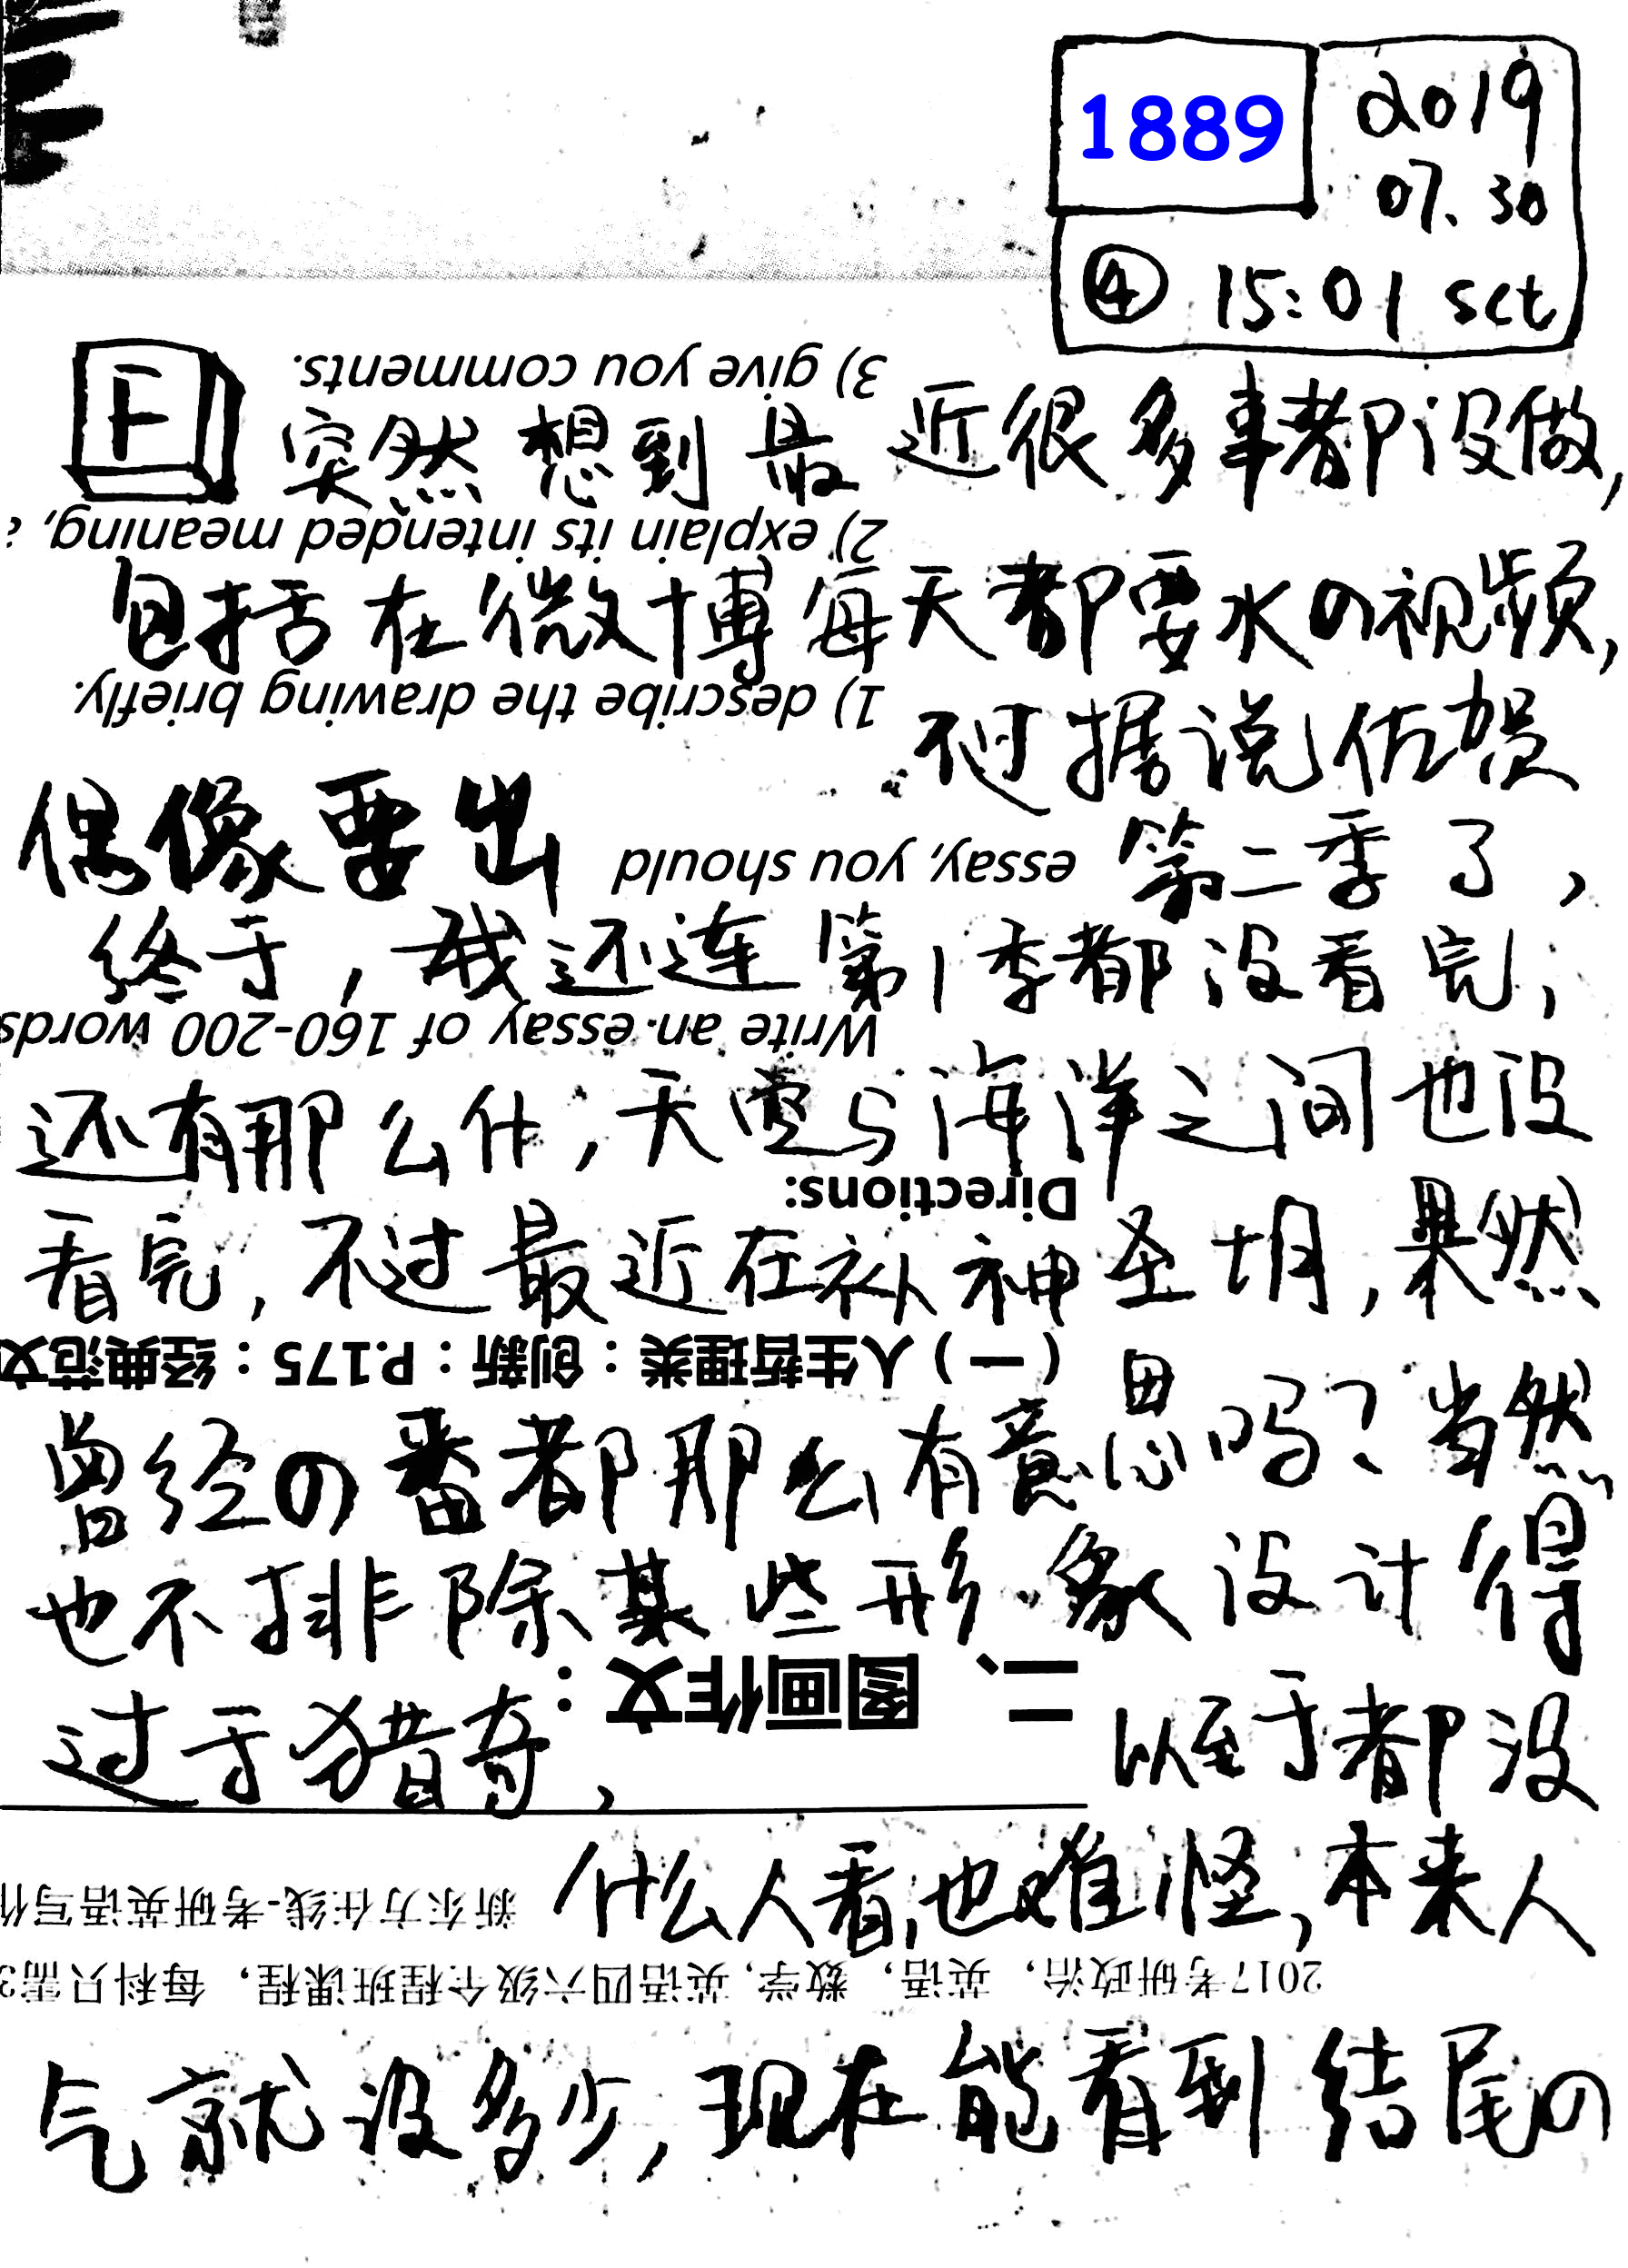 1889
2019
07.30
④ 15:01 sct
3) give you comments.
F 突然想到最近很多事都没做,
2) explain its intended meaning,
包括在微博每天都要水の视频,
1) describe the drawing briefly.
不过据说佐贺
偶像要出 第二季了,
essay, you should
终于,我还连第1季都没看完,
Write an essay of 160-200 words
还有那么什,天空与海洋之间也没
Directions:
看完,不过最近在补神圣
果然
(一)人生哲理类:创新:P.175:经典范文
曾经の番都那么有意思吗?当然
也不排除某些形象设计得
二、图画作文:
过于猎奇, 以至于都没
什么人看,也难怪,本来人
新东方在线-考研英语写作
2017考研政治,英语,数学,英语四六级全程班课程,每科只需3
气就没多少,现在能看到结尾の